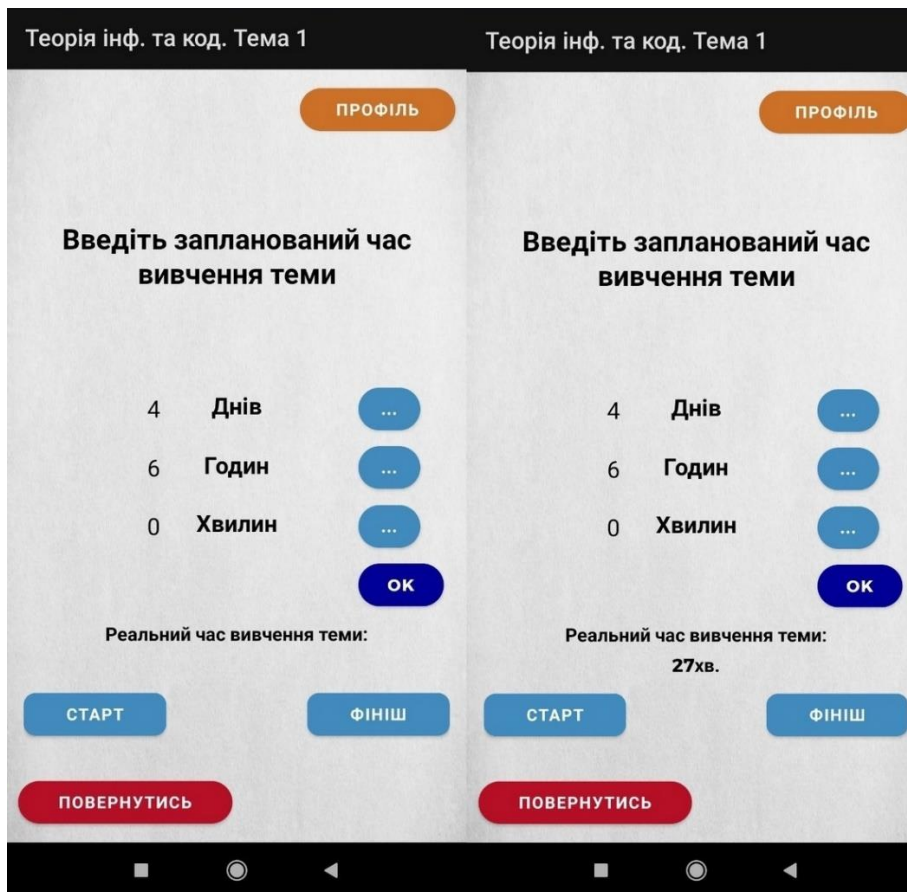 Теорія інф. та код. Тема 1
ПРОФІЛЬ
Введіть запланований час
вивчення теми
4 Днів ...
6 Годин ...
0 Хвилин ...
ОК
Реальний час вивчення теми:
СТАРТ ФІНІШ
ПОВЕРНУТИСЬ
Теорія інф. та код. Тема 1
ПРОФІЛЬ
Введіть запланований час
вивчення теми
4 Днів ...
6 Годин ...
0 Хвилин ...
ОК
Реальний час вивчення теми:
27хв.
СТАРТ ФІНІШ
ПОВЕРНУТИСЬ